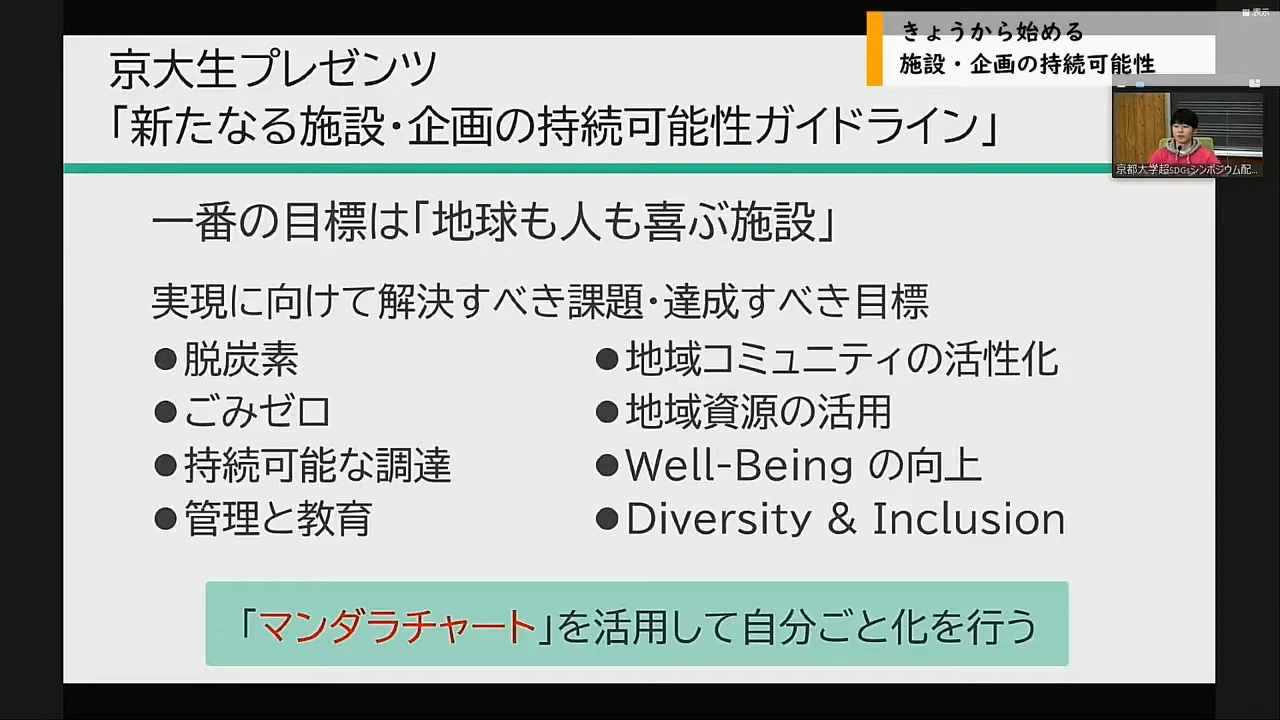 表示
きょうから始める
施設・企画の持続可能性
京大生プレゼンツ
「新たなる施設・企画の持続可能性ガイドライン」
京都大学超SDGsシンポジウム配...
一番の目標は「地球も人も喜ぶ施設」
実現に向けて解決すべき課題・達成すべき目標
●脱炭素
●ごみゼロ
●持続可能な調達
●管理と教育
●地域コミュニティの活性化
●地域資源の活用
●Well-Being の向上
●Diversity & Inclusion
「マンダラチャート」を活用して自分ごと化を行う